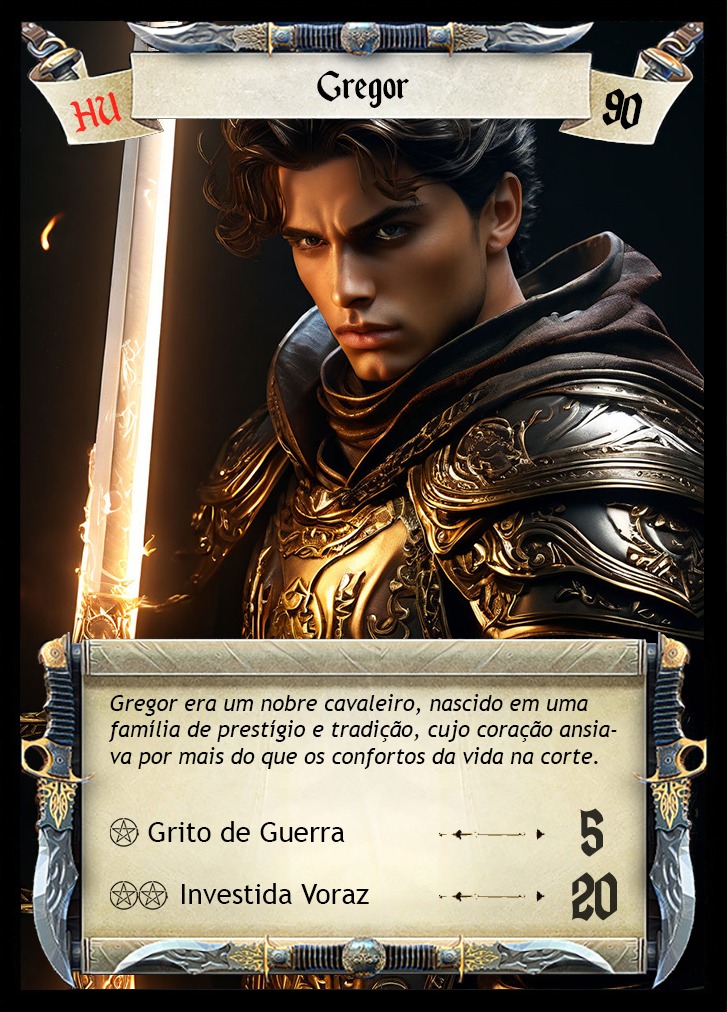 Gregor
HU
90
Gregor era um nobre cavaleiro, nascido em uma
família de prestígio e tradição, cujo coração ansia-
va por mais do que os confortos da vida na corte.
Grito de Guerra 5
Investida Voraz 20